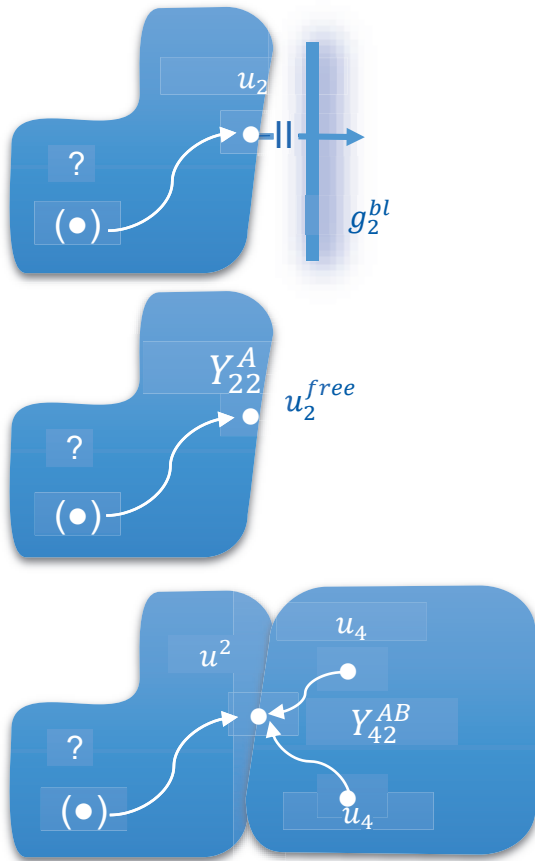 u₂
?
(●)
g₂ᵇˡ
Y₂₂ᴬ
u₂ᶠʳᵉᵉ
?
(●)
u₄
u²
Y₄₂ᴬᴮ
?
(●)
u₄